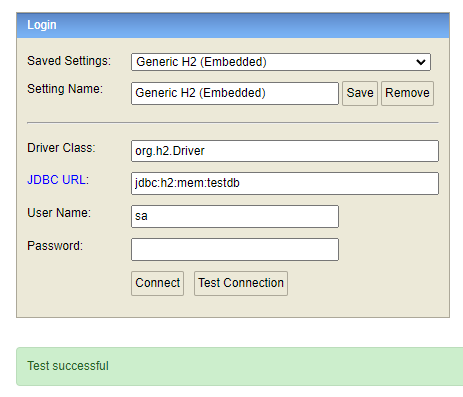 Login
Saved Settings: Generic H2 (Embedded)
Setting Name: Generic H2 (Embedded) Save Remove
Driver Class: org.h2.Driver
JDBC URL: jdbc:h2:mem:testdb
User Name: sa
Password:
Connect Test Connection
Test successful